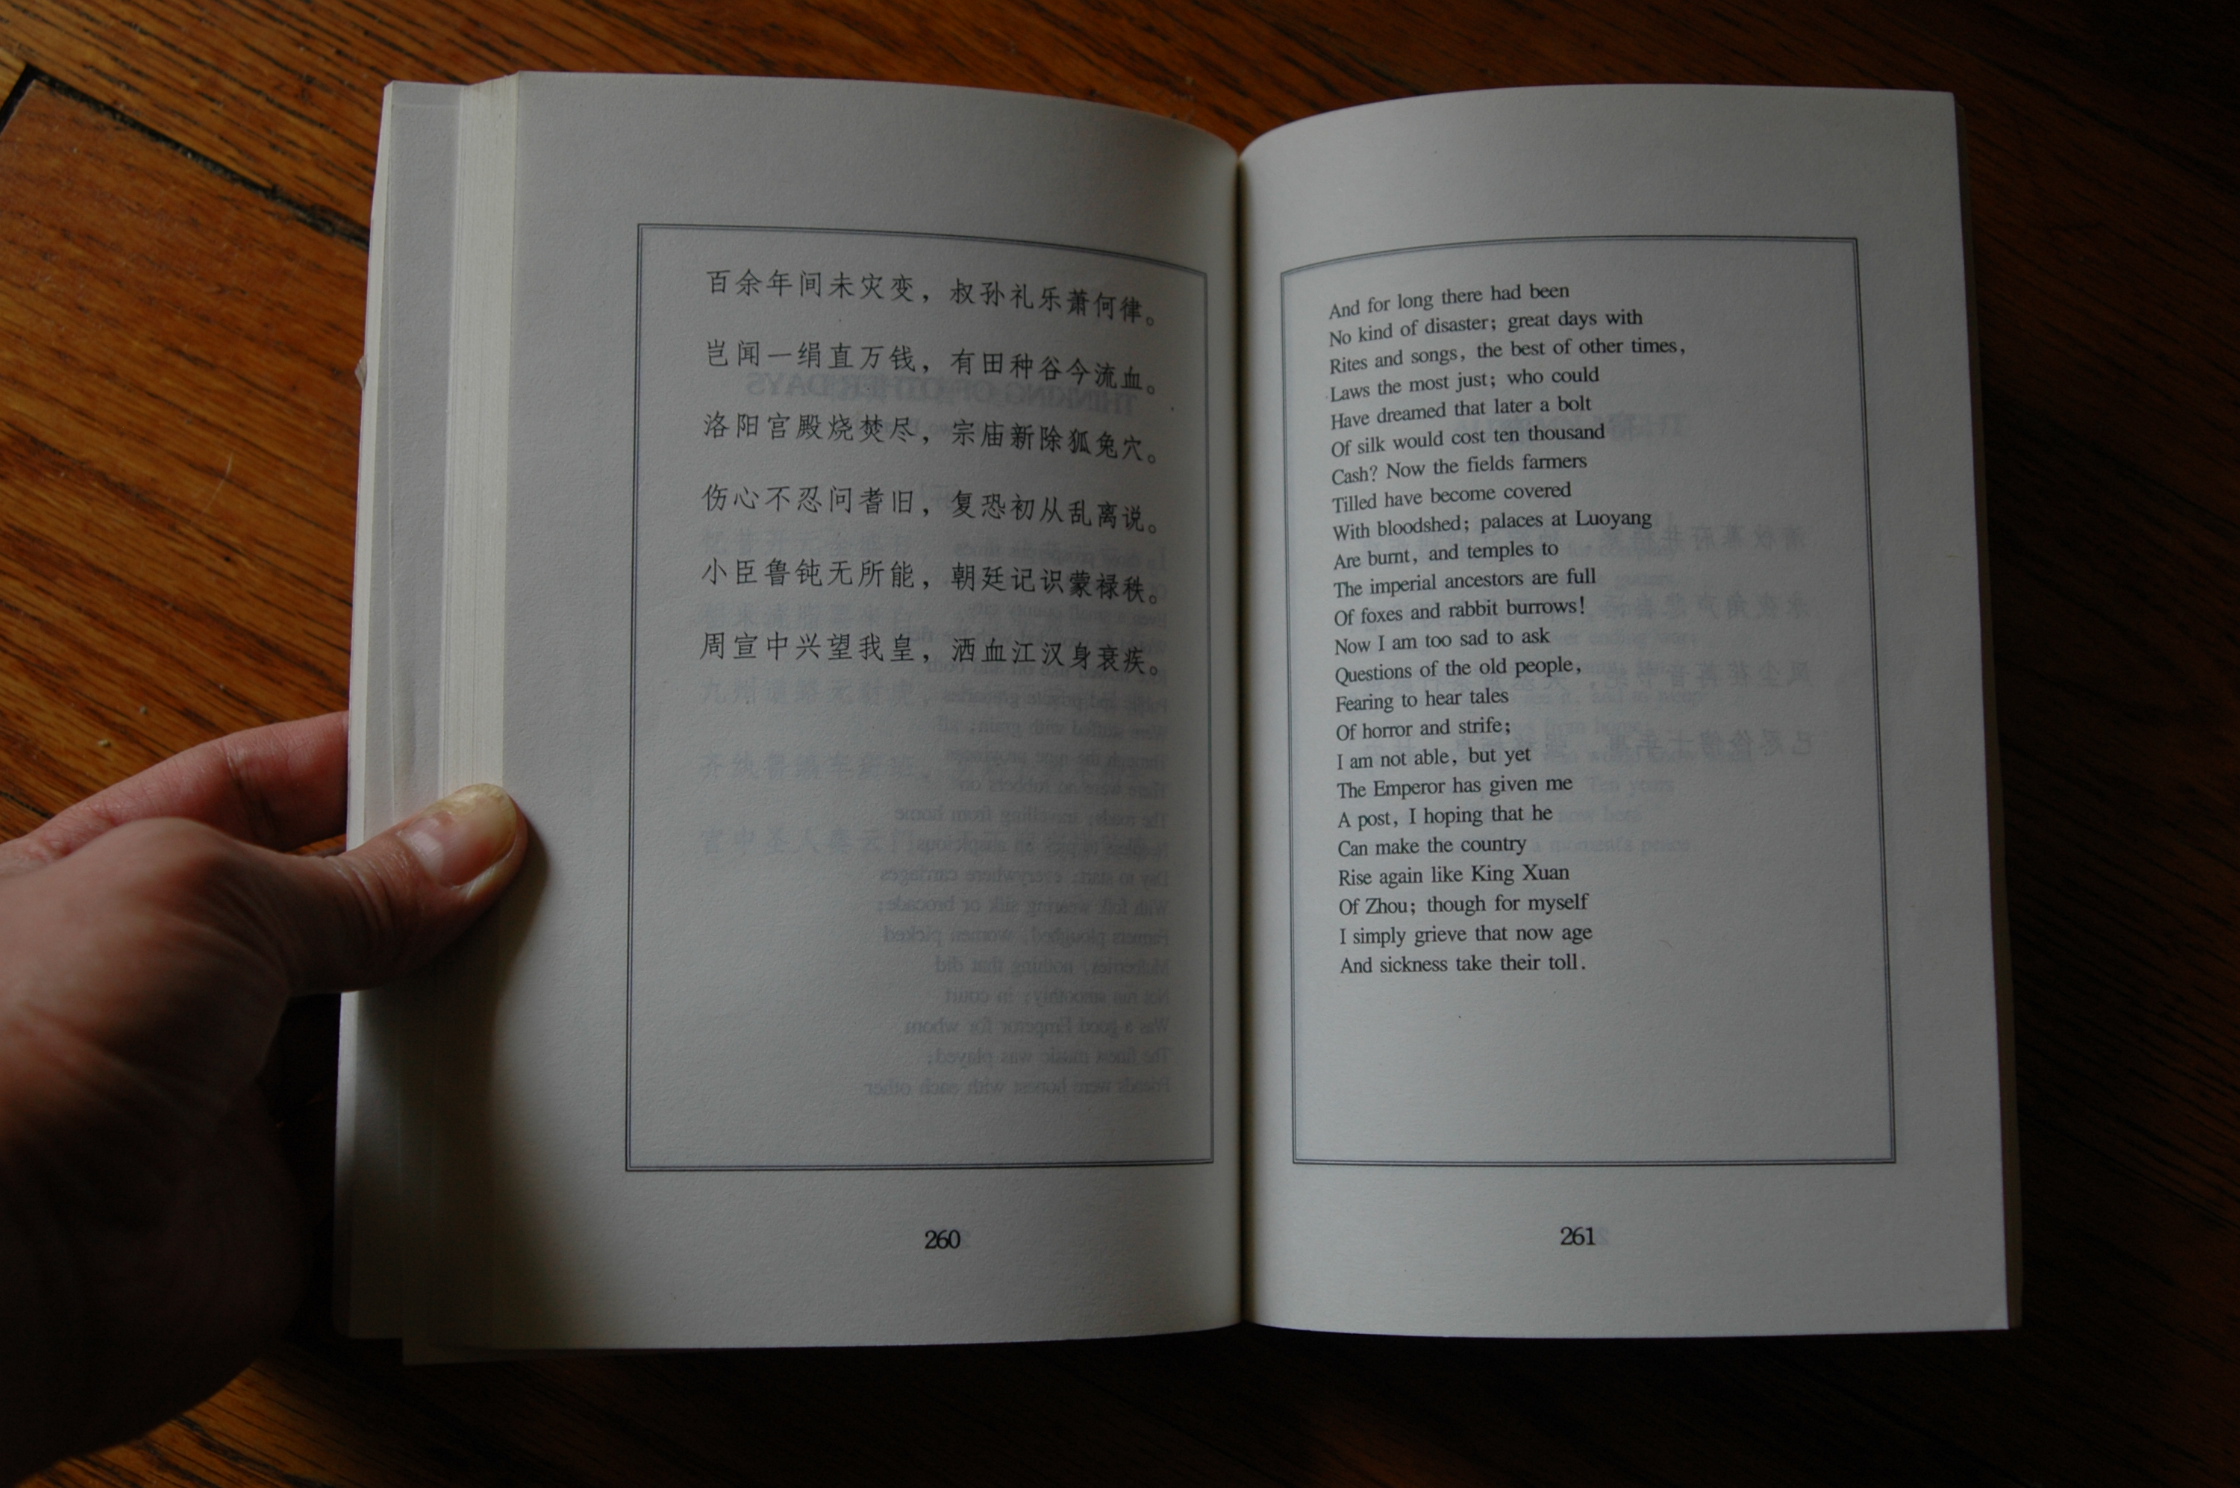 百余年间未灾变，叔孙礼乐萧何律。
岂闻一绢直万钱，有田种谷今流血。
洛阳宫殿烧焚尽，宗庙新除狐兔穴。
伤心不忍问耆旧，复恐初从乱离说。
小臣鲁钝无所能，朝廷记识蒙禄秩。
周宣中兴望我皇，洒血江汉身衰疾。
260
And for long there had been
No kind of disaster; great days with
Rites and songs, the best of other times,
Laws the most just; who could
Have dreamed that later a bolt
Of silk would cost ten thousand
Cash? Now the fields farmers
Tilled have become covered
With bloodshed; palaces at Luoyang
Are burnt, and temples to
The imperial ancestors are full
Of foxes and rabbit burrows!
Now I am too sad to ask
Questions of the old people,
Fearing to hear tales
Of horror and strife;
I am not able, but yet
The Emperor has given me
A post, I hoping that he
Can make the country
Rise again like King Xuan
Of Zhou; though for myself
I simply grieve that now age
And sickness take their toll.
261